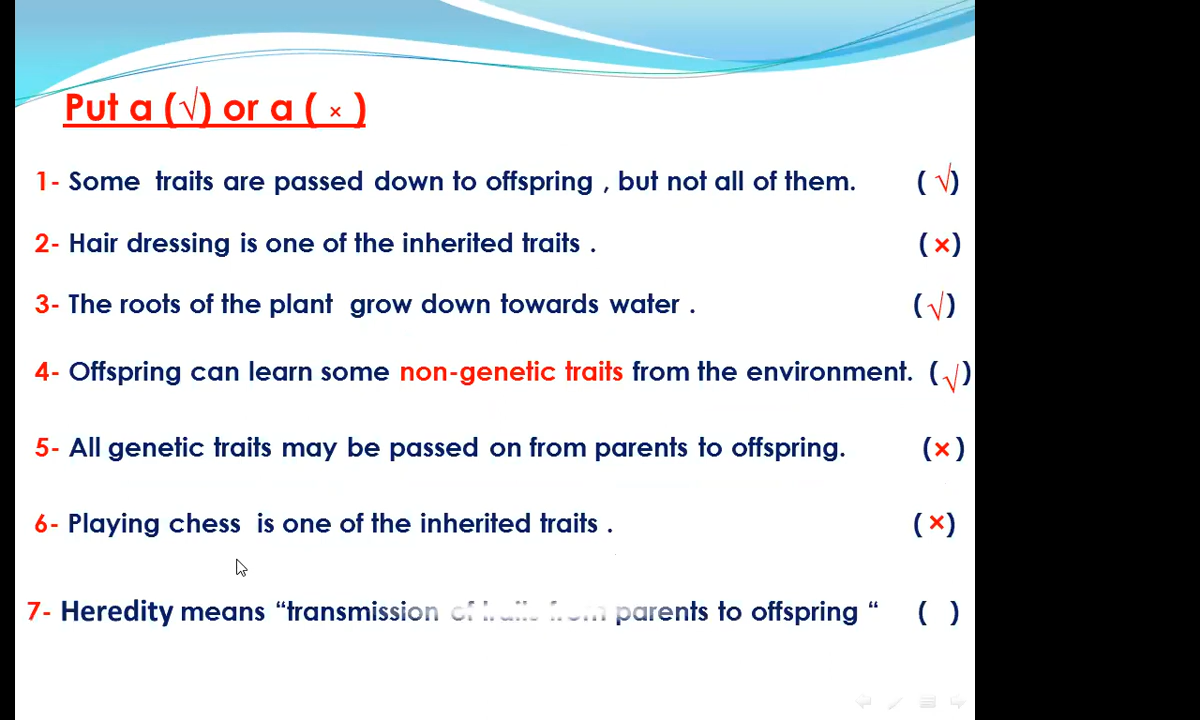 Put a (√) or a ( × )
1- Some traits are passed down to offspring , but not all of them. ( √)
2- Hair dressing is one of the inherited traits . ( ×)
3- The roots of the plant grow down towards water . ( √)
4- Offspring can learn some non-genetic traits from the environment. ( √)
5- All genetic traits may be passed on from parents to offspring. (× )
6- Playing chess is one of the inherited traits . ( ×)
7- Heredity means “transmission of traits from parents to offspring “ ( )